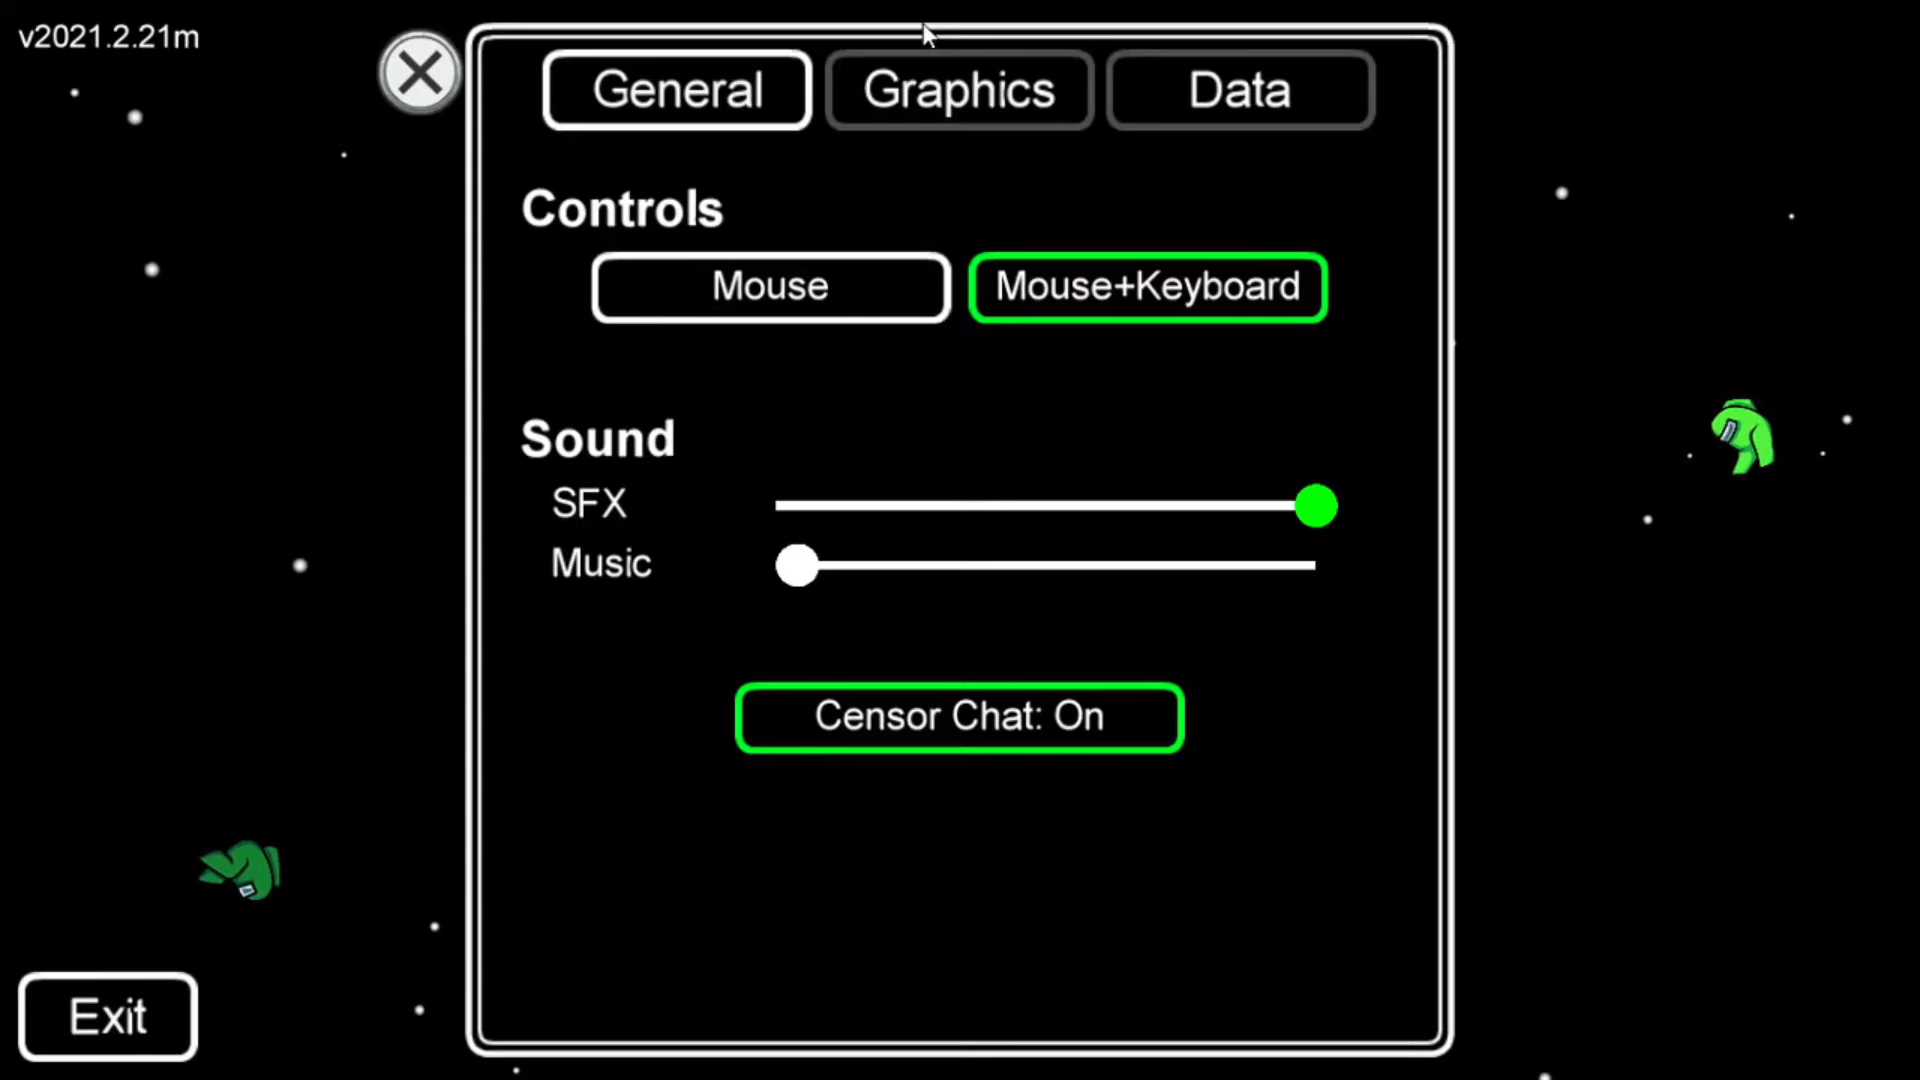 v2021.2.21m
General
Graphics
Data
Controls
Mouse
Mouse+Keyboard
Sound
SFX
Music
Censor Chat: On
Exit